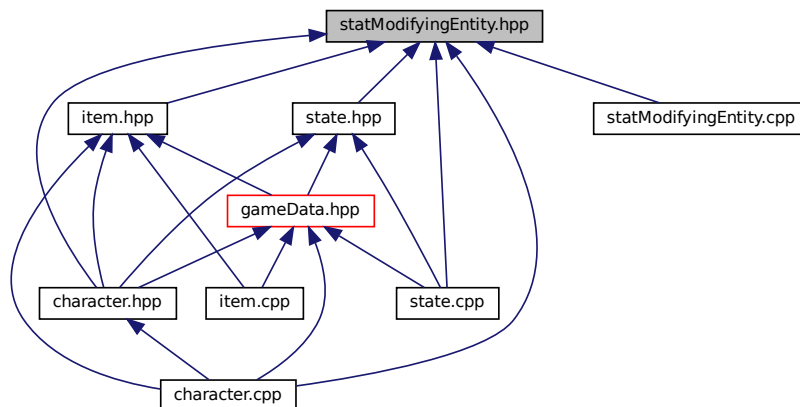 statModifyingEntity.hpp
item.hpp
state.hpp
statModifyingEntity.cpp
gameData.hpp
character.hpp
item.cpp
state.cpp
character.cpp